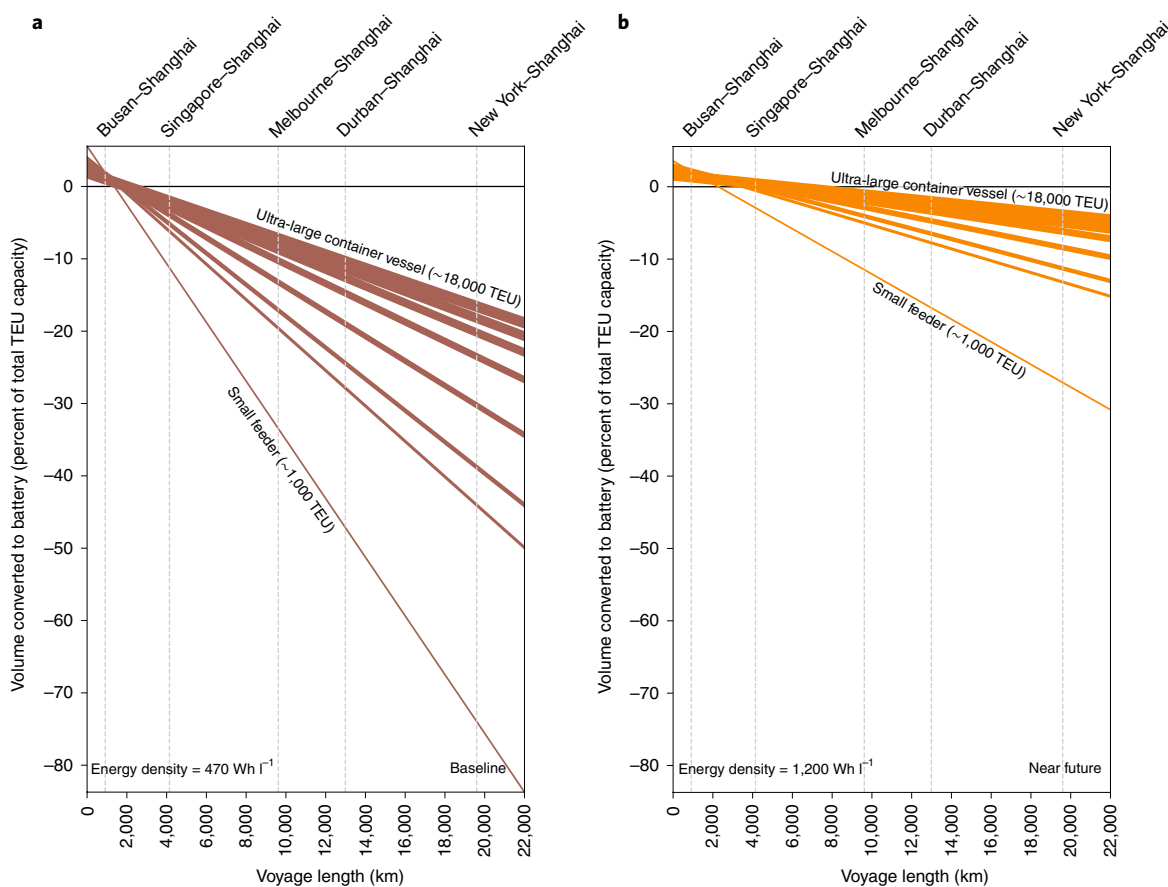 a
Busan–Shanghai
Singapore–Shanghai
Melbourne–Shanghai
Durban–Shanghai
New York–Shanghai
Volume converted to battery (percent of total TEU capacity)
0
–10
–20
–30
–40
–50
–60
–70
–80
Ultra-large container vessel (~18,000 TEU)
Small feeder (~1,000 TEU)
Energy density = 470 Wh l⁻¹
Baseline
0
2,000
4,000
6,000
8,000
10,000
12,000
14,000
16,000
18,000
20,000
22,000
Voyage length (km)
b
Busan–Shanghai
Singapore–Shanghai
Melbourne–Shanghai
Durban–Shanghai
New York–Shanghai
Volume converted to battery (percent of total TEU capacity)
0
–10
–20
–30
–40
–50
–60
–70
–80
Ultra-large container vessel (~18,000 TEU)
Small feeder (~1,000 TEU)
Energy density = 1,200 Wh l⁻¹
Near future
0
2,000
4,000
6,000
8,000
10,000
12,000
14,000
16,000
18,000
20,000
22,000
Voyage length (km)